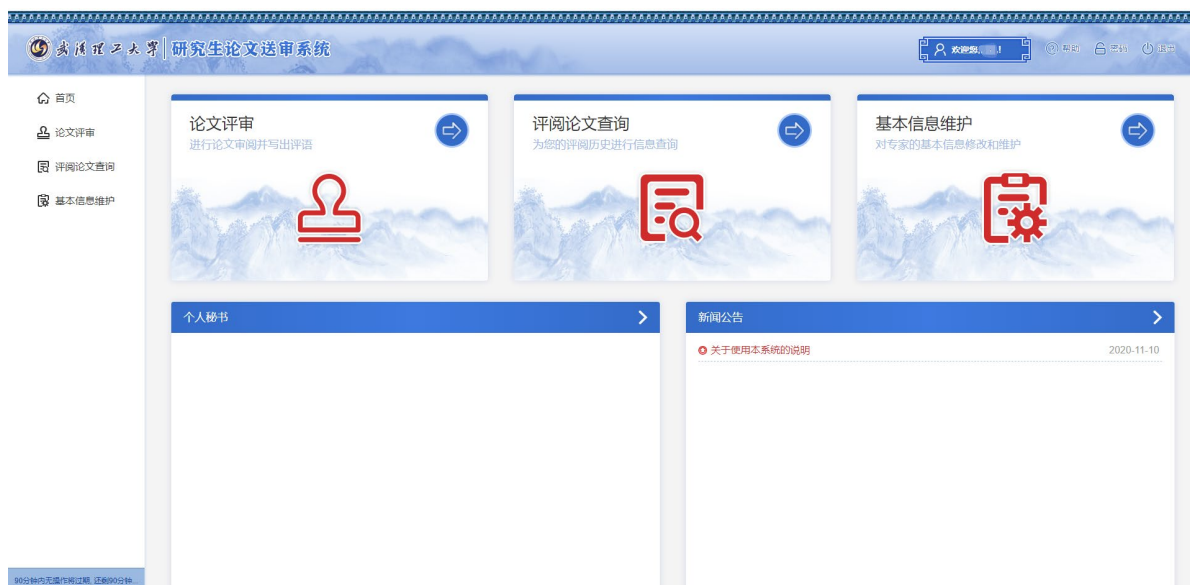 武汉理工大学 研究生论文送审系统
欢迎您, !
帮助 密码 退出
首页
论文评审
评阅论文查询
基本信息维护
论文评审
进行论文审阅并写出评语
评阅论文查询
为您的评阅历史进行信息查询
基本信息维护
对专家的基本信息修改和维护
个人秘书
新闻公告
关于使用本系统的说明 2020-11-10
90分钟内无操作将过期, 还剩90分钟...